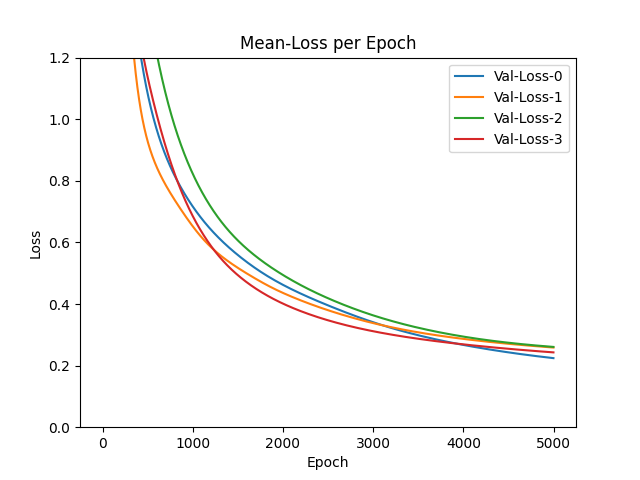 Mean-Loss per Epoch
1.2
1.0
0.8
0.6
0.4
0.2
0.0
Loss
Val-Loss-0
Val-Loss-1
Val-Loss-2
Val-Loss-3
0 1000 2000 3000 4000 5000
Epoch